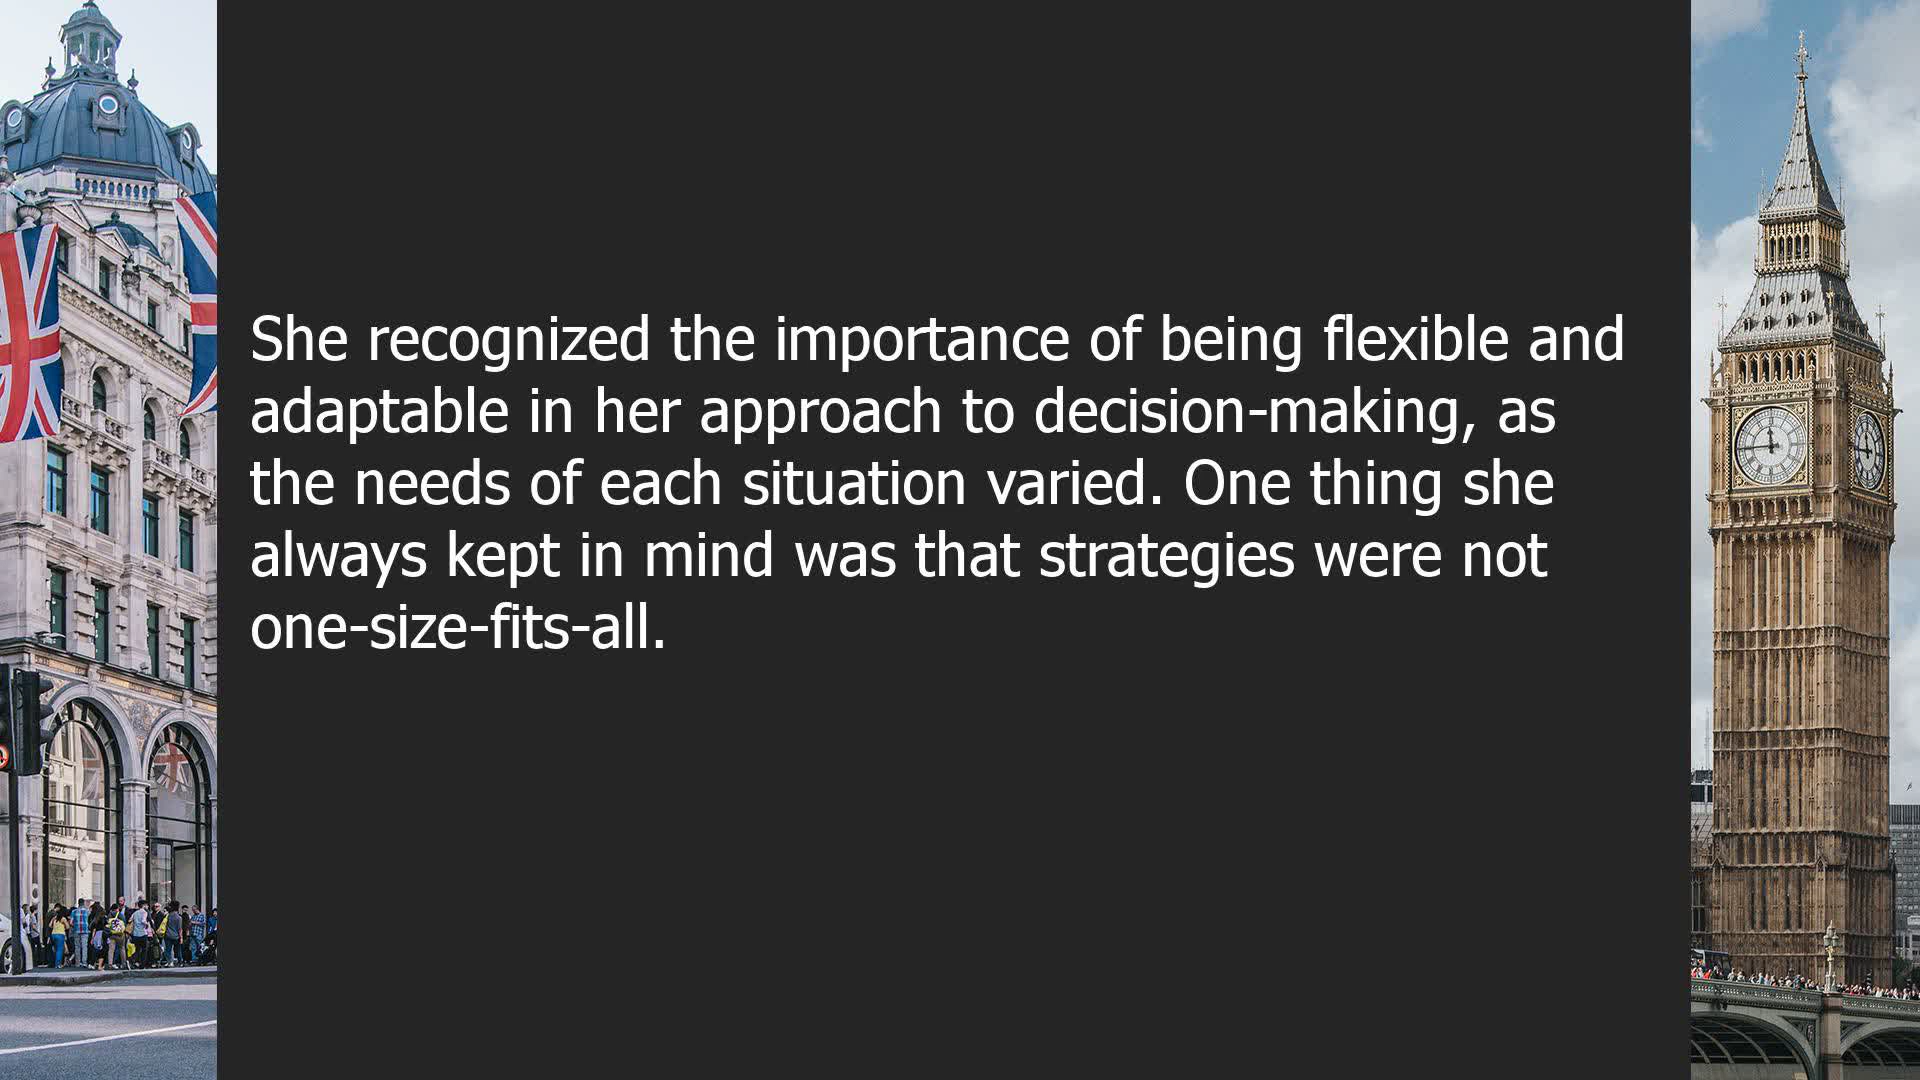 She recognized the importance of being flexible and
adaptable in her approach to decision-making, as
the needs of each situation varied. One thing she
always kept in mind was that strategies were not
one-size-fits-all.